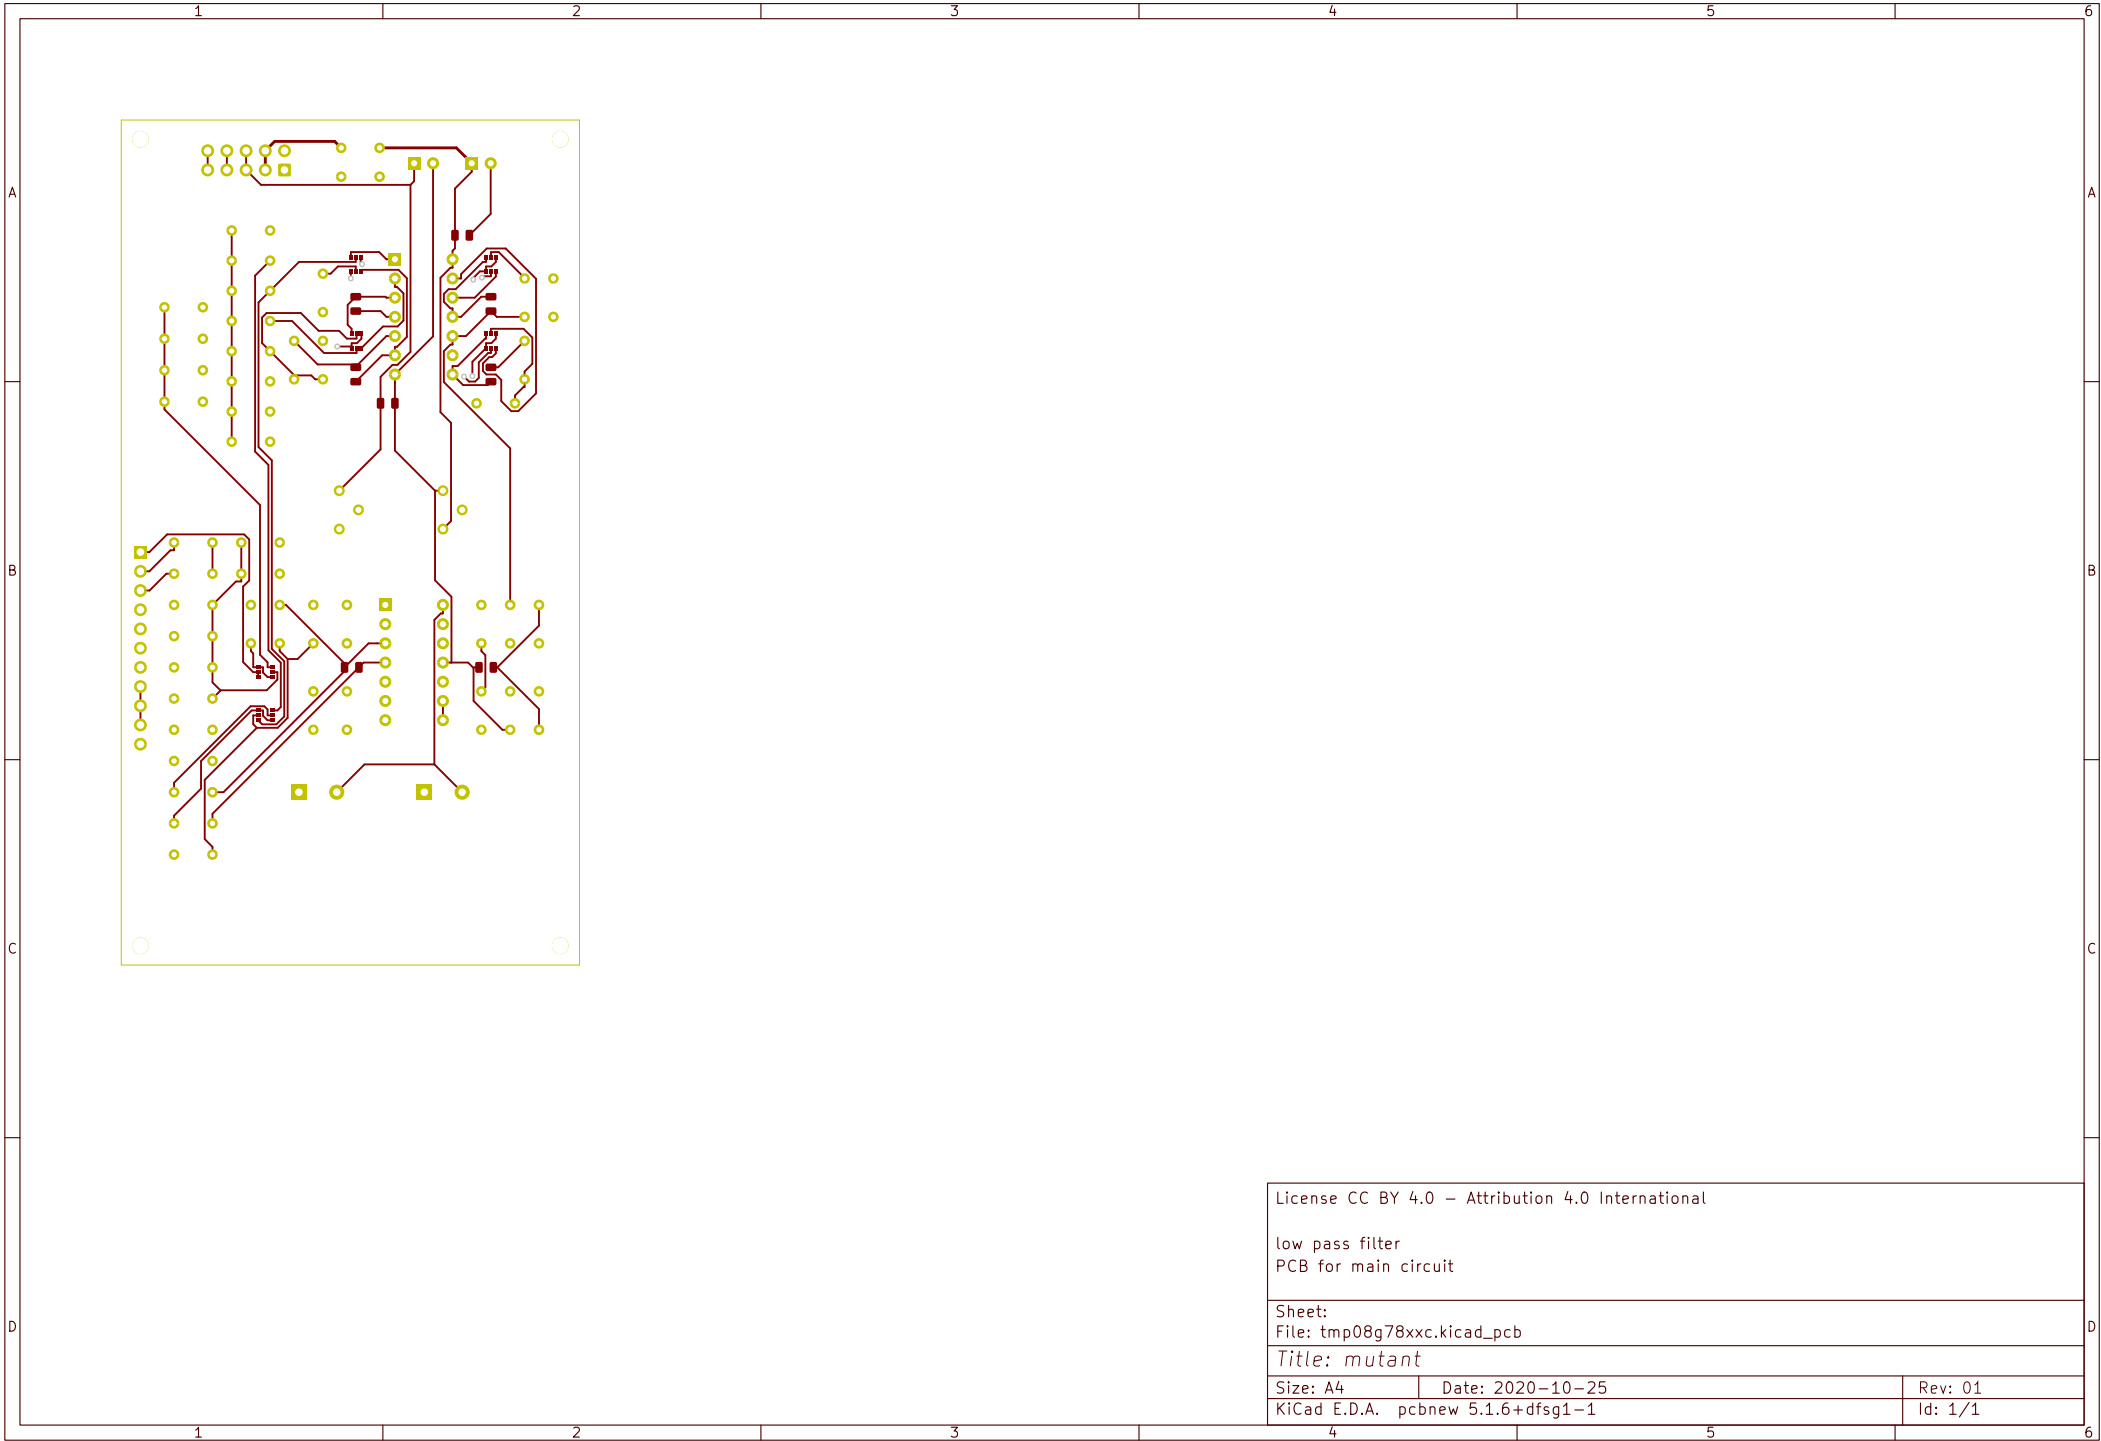 1 2 3 4 5 6
A A
B B
C C
License CC BY 4.0 – Attribution 4.0 International
low pass filter
PCB for main circuit
Sheet:
File: tmp08g78xxc.kicad_pcb
D D
Title: mutant
Size: A4 Date: 2020-10-25 Rev: 01
KiCad E.D.A. pcbnew 5.1.6+dfsg1-1 Id: 1/1
1 2 3 4 5 6